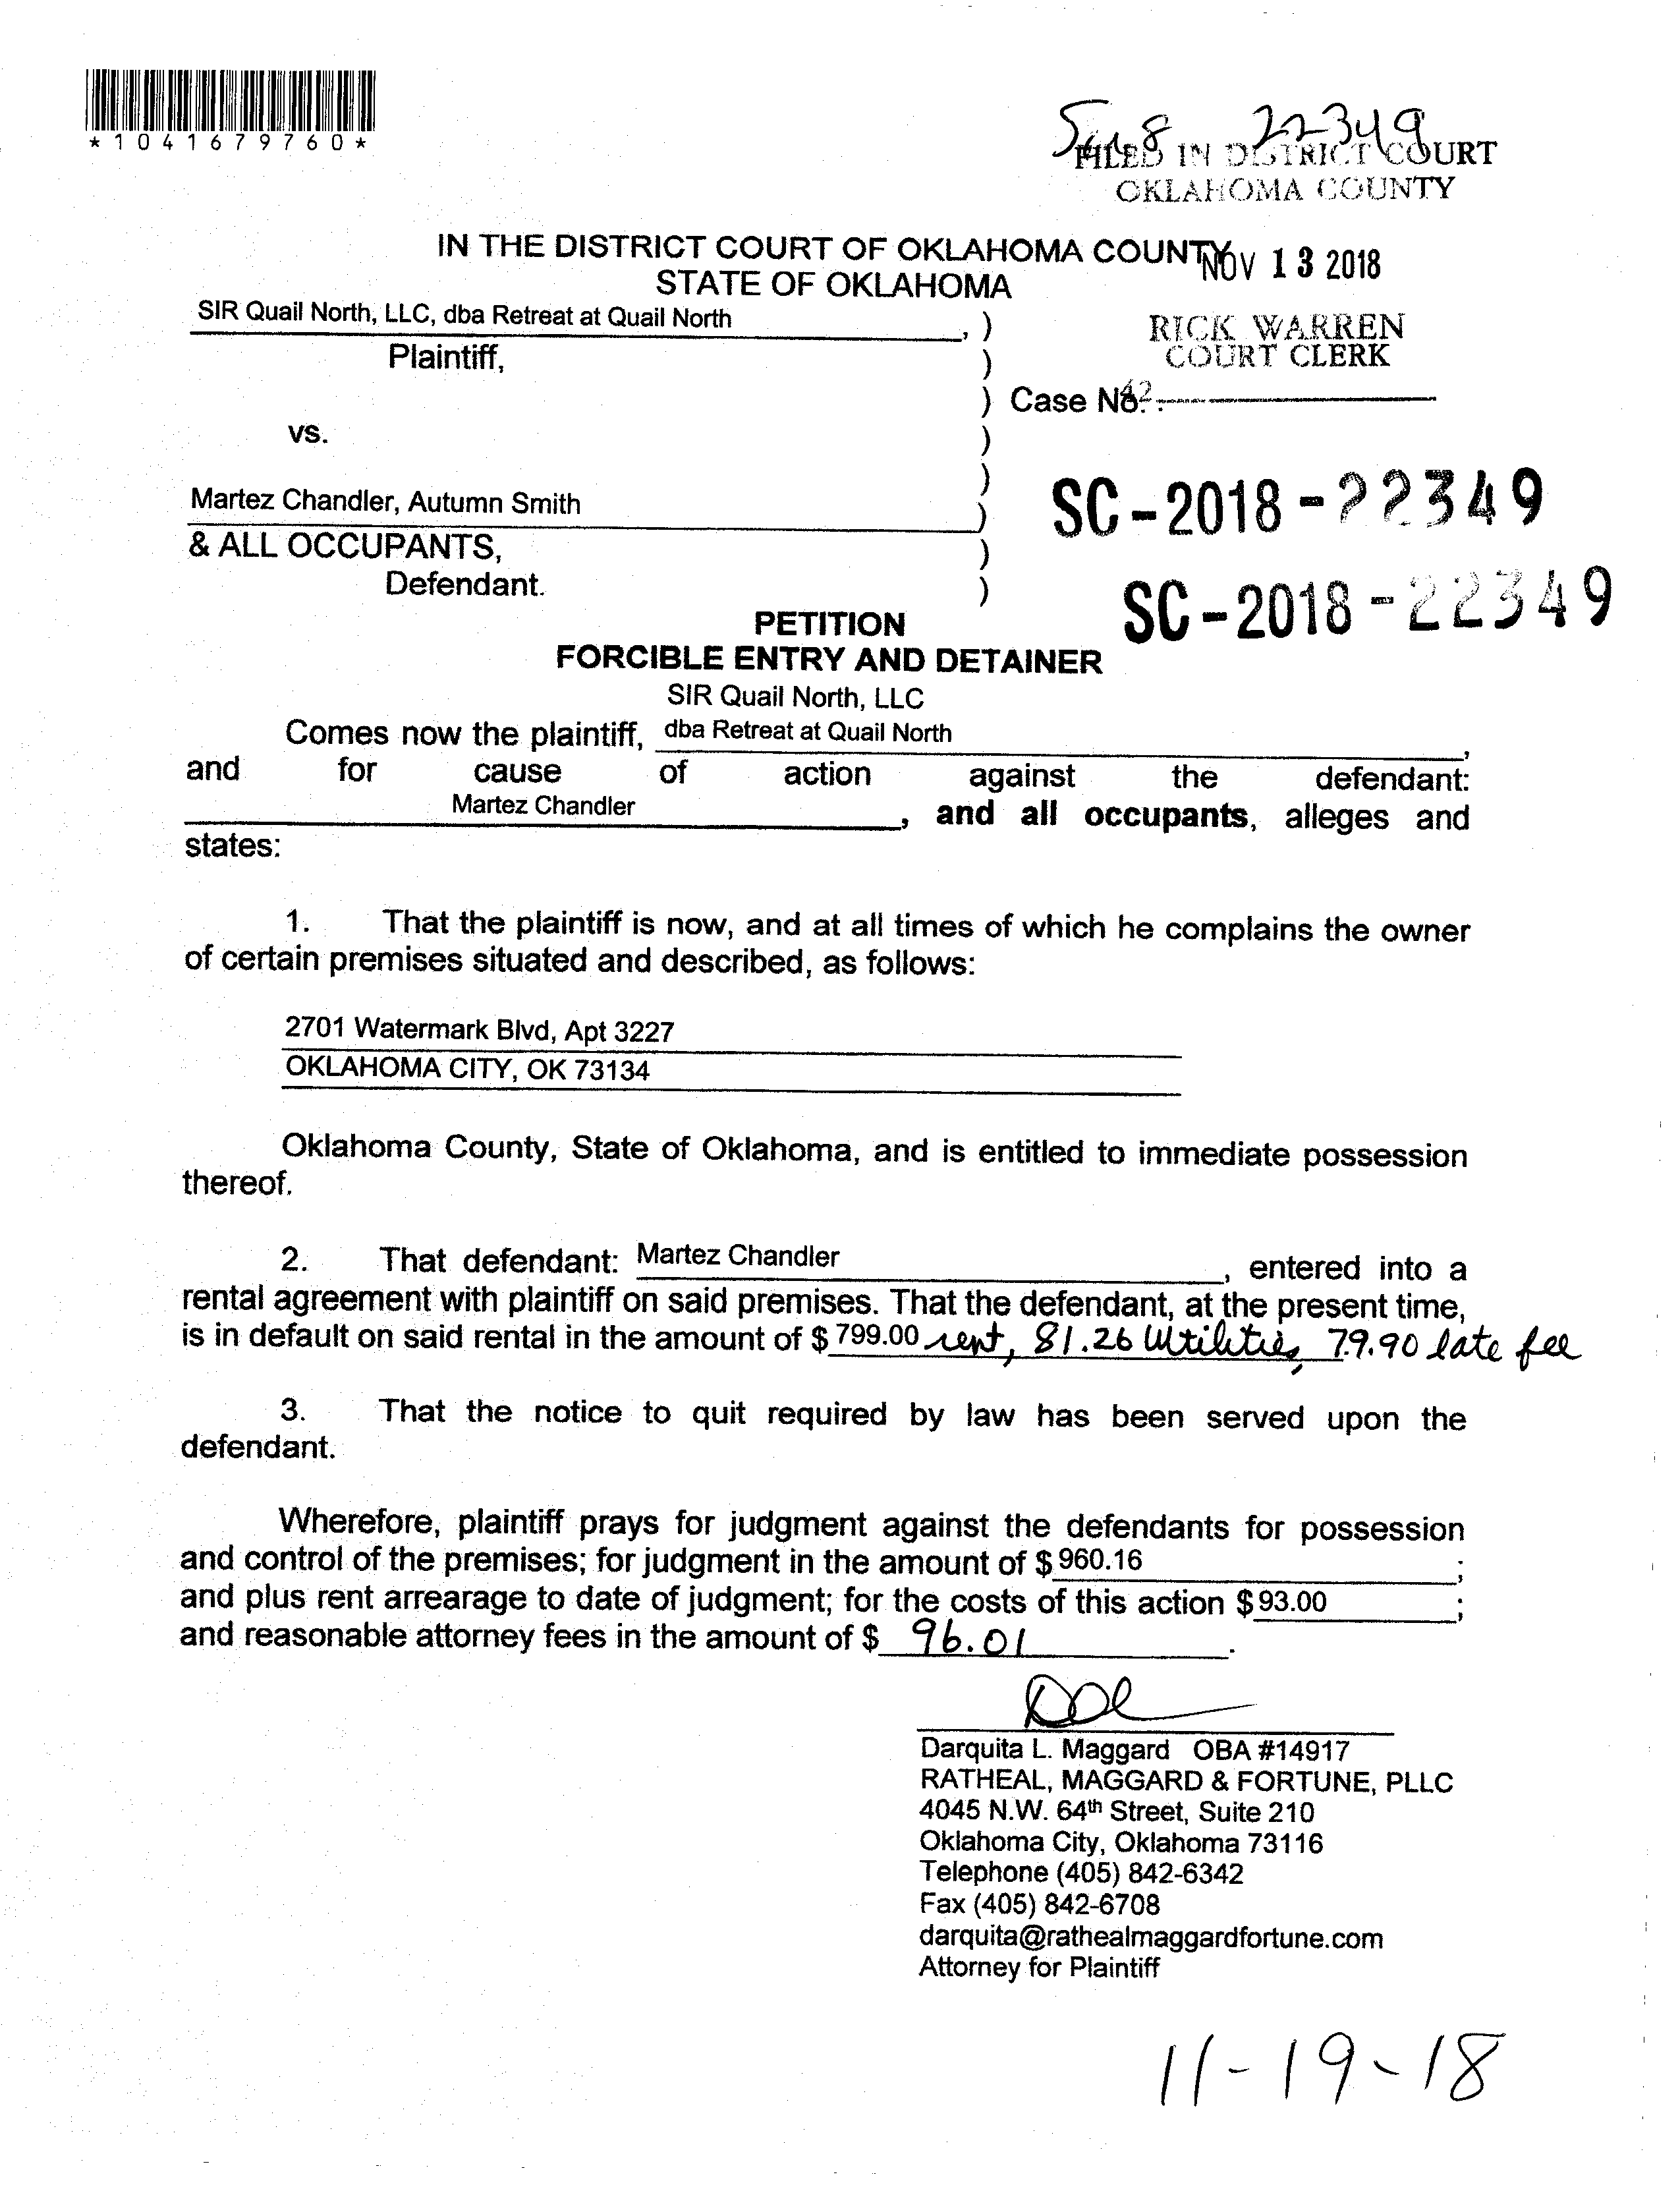 *1041679760*
22349
FILED IN DISTRICT COURT
OKLAHOMA COUNTY
IN THE DISTRICT COURT OF OKLAHOMA COUNTY
NOV 13 2018
STATE OF OKLAHOMA
SIR Quail North, LLC, dba Retreat at Quail North , )
RICK WARREN
Plaintiff, )
COURT CLERK
) Case No.:
42
vs. )
)
Martez Chandler, Autumn Smith )
SC-2018-22349
& ALL OCCUPANTS, )
Defendant. )
SC-2018-22349
PETITION
FORCIBLE ENTRY AND DETAINER
SIR Quail North, LLC
Comes now the plaintiff, dba Retreat at Quail North ,
and for cause of action against the defendant:
Martez Chandler , and all occupants, alleges and
states:
1. That the plaintiff is now, and at all times of which he complains the owner
of certain premises situated and described, as follows:
2701 Watermark Blvd, Apt 3227
OKLAHOMA CITY, OK 73134
Oklahoma County, State of Oklahoma, and is entitled to immediate possession
thereof.
2. That defendant: Martez Chandler , entered into a
rental agreement with plaintiff on said premises. That the defendant, at the present time,
is in default on said rental in the amount of $ 799.00 rent, 81.26 Utilities, 79.90 late fee
3. That the notice to quit required by law has been served upon the
defendant.
Wherefore, plaintiff prays for judgment against the defendants for possession
and control of the premises; for judgment in the amount of $ 960.16 ;
and plus rent arrearage to date of judgment; for the costs of this action $ 93.00 ;
and reasonable attorney fees in the amount of $ 96.01 .
Darquita L. Maggard OBA #14917
RATHEAL, MAGGARD & FORTUNE, PLLC
4045 N.W. 64th Street, Suite 210
Oklahoma City, Oklahoma 73116
Telephone (405) 842-6342
Fax (405) 842-6708
darquita@rathealmaggardfortune.com
Attorney for Plaintiff
11-19-18